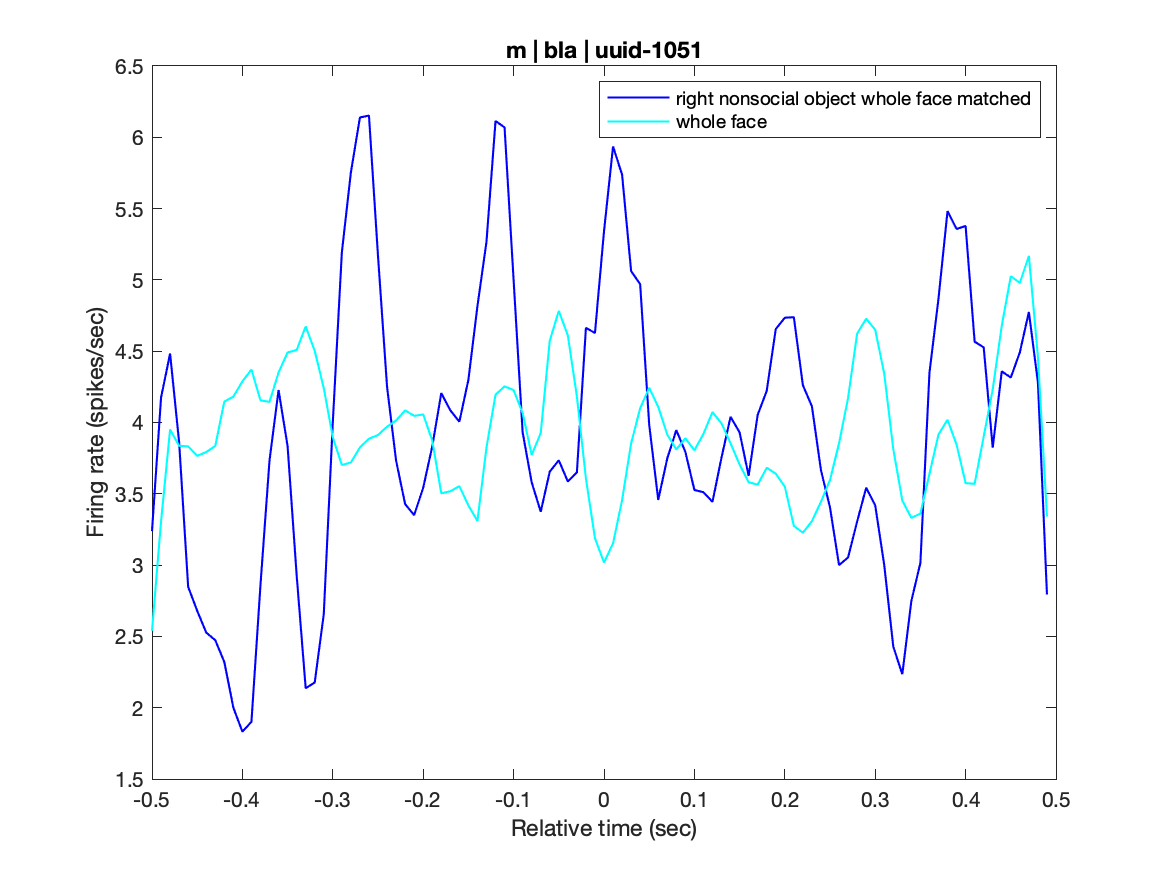 m | bla | uuid-1051
right nonsocial object whole face matched
whole face
6.5
6
5.5
5
4.5
4
3.5
3
2.5
2
1.5
Firing rate (spikes/sec)
-0.5 -0.4 -0.3 -0.2 -0.1 0 0.1 0.2 0.3 0.4 0.5
Relative time (sec)